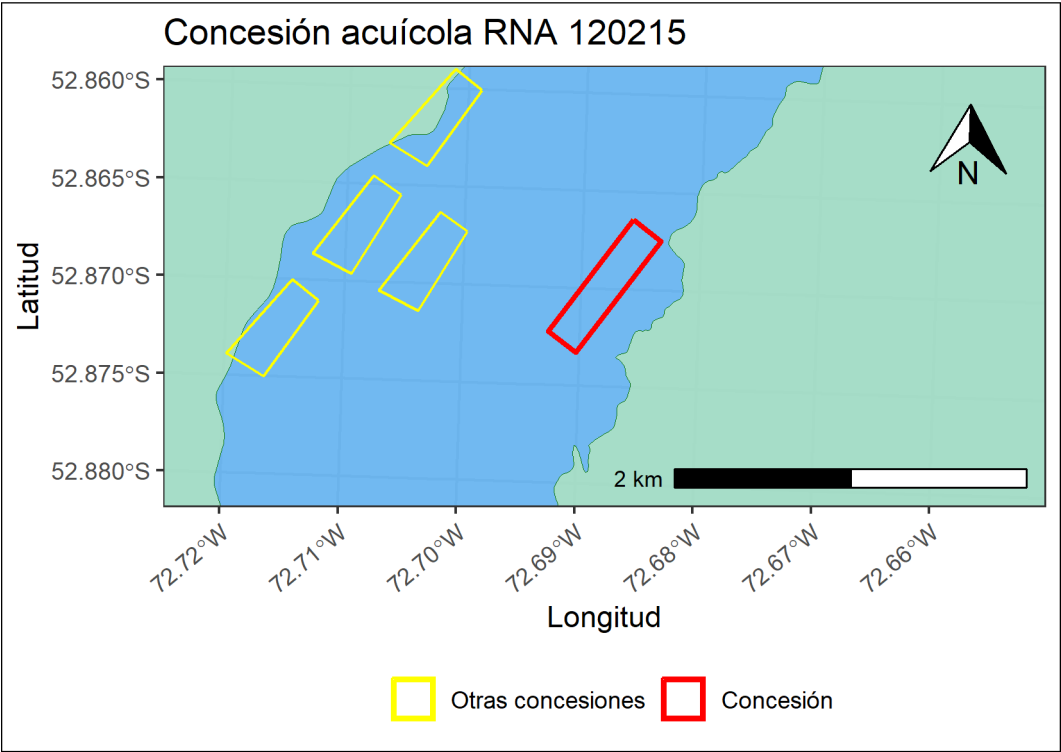 Concesión acuícola RNA 120215
52.860°S
52.865°S
52.870°S
52.875°S
52.880°S
Latitud
N
2 km
72.72°W
72.71°W
72.70°W
72.69°W
72.68°W
72.67°W
72.66°W
Longitud
Otras concesiones
Concesión